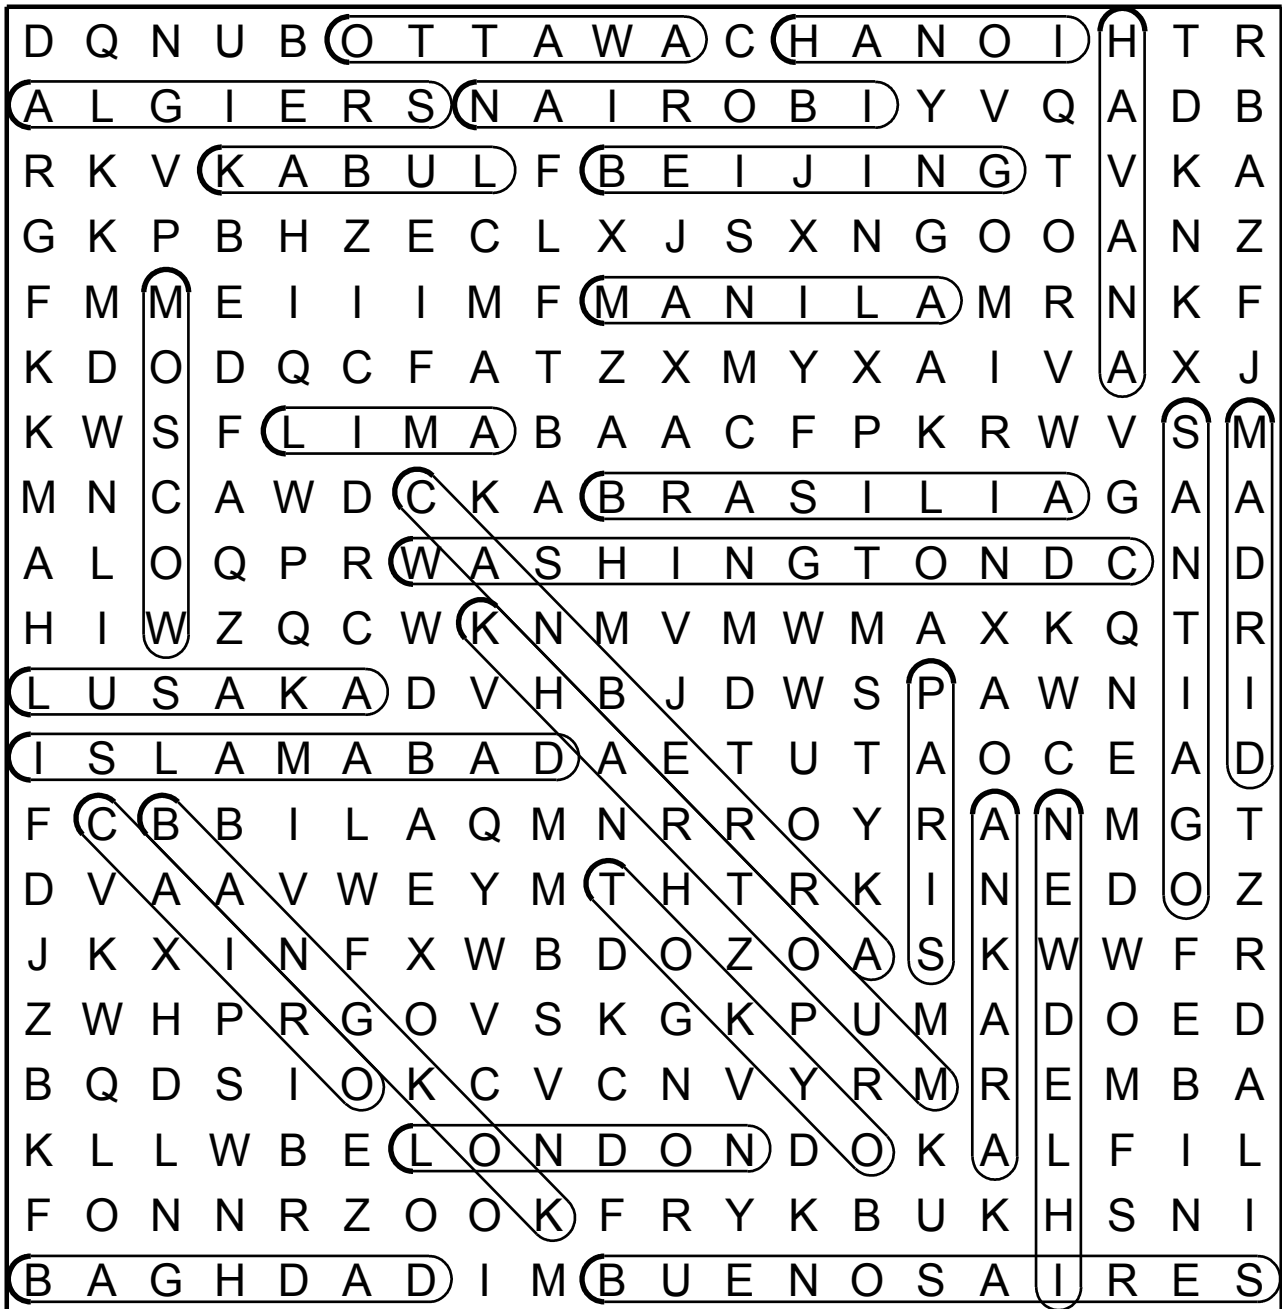 D Q N U B O T T A W A C H A N O I H T R
A L G I E R S N A I R O B I Y V Q A D B
R K V K A B U L F B E I J I N G T V K A
G K P B H Z E C L X J S X N G O O A N Z
F M M E I I I M F M A N I L A M R N K F
K D O D Q C F A T Z X M Y X A I V A X J
K W S F L I M A B A A C F P K R W V S M
M N C A W D C K A B R A S I L I A G A A
A L O Q P R W A S H I N G T O N D C N D
H I W Z Q C W K N M V M W M A X K Q T R
L U S A K A D V H B J D W S P A W N I I
I S L A M A B A D A E T U T A O C E A D
F C B B I L A Q M N R R O Y R A N M G T
D V A A V W E Y M T H T R K I N E D O Z
J K X I N F X W B D O Z O A S K W W F R
Z W H P R G O V S K G K P U M A D O E D
B Q D S I O K C V C N V Y R M R E M B A
K L L W B E L O N D O N D O K A L F I L
F O N N R Z O O K F R Y K B U K H S N I
B A G H D A D I M B U E N O S A I R E S